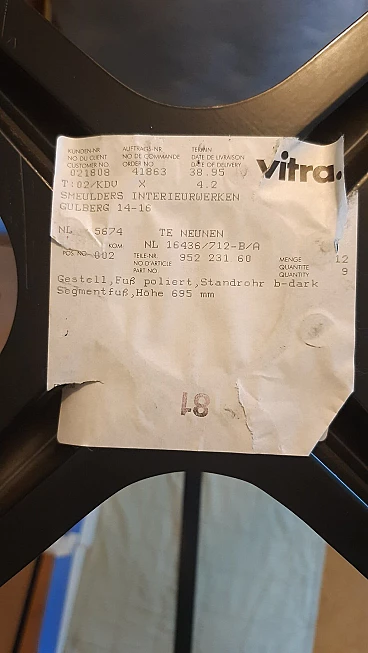 KUNDEN-NR AUFTRAGS-NR TERMIN
NO DU CLIENT NO DE COMMANDE DATE DE LIVRAISON
CUSTOMER NO ORDER NO DATE OF DELIVERY
021808 41863 38.95
vitra.
T:02/KDV X 4.2
SMEULDERS INTERIEURWERKEN
GULBERG 14-16
NL 5674 TE NEUNEN
KOM. NL 16436/712-B/A
POS. NO 002 TEILE-NR. 952 231 60 MENGE 12
NO D'ARTICLE QUANTITE
PART NO. QUANTITY 9
Gestell,Fuß poliert,Standrohr b-dark
Segmentfuß,Höhe 695 mm
18